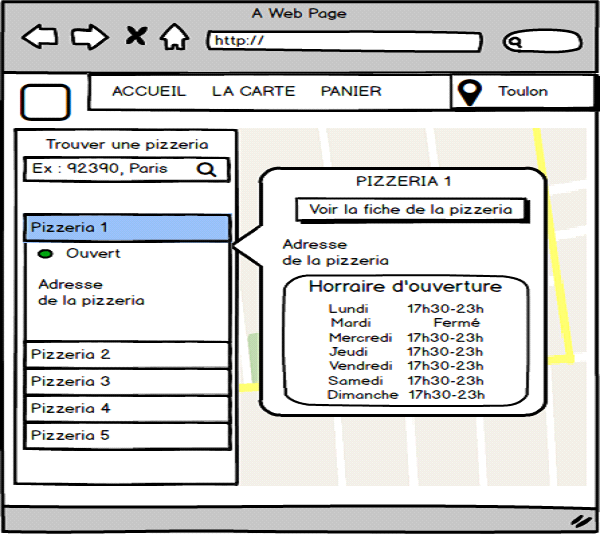 A Web Page
http://
ACCUEIL LA CARTE PANIER Toulon
Trouver une pizzeria
Ex : 92390, Paris
Pizzeria 1
Ouvert
Adresse
de la pizzeria
Pizzeria 2
Pizzeria 3
Pizzeria 4
Pizzeria 5
PIZZERIA 1
Voir la fiche de la pizzeria
Adresse
de la pizzeria
Horraire d'ouverture
Lundi 17h30-23h
Mardi Fermé
Mercredi 17h30-23h
Jeudi 17h30-23h
Vendredi 17h30-23h
Samedi 17h30-23h
Dimanche 17h30-23h